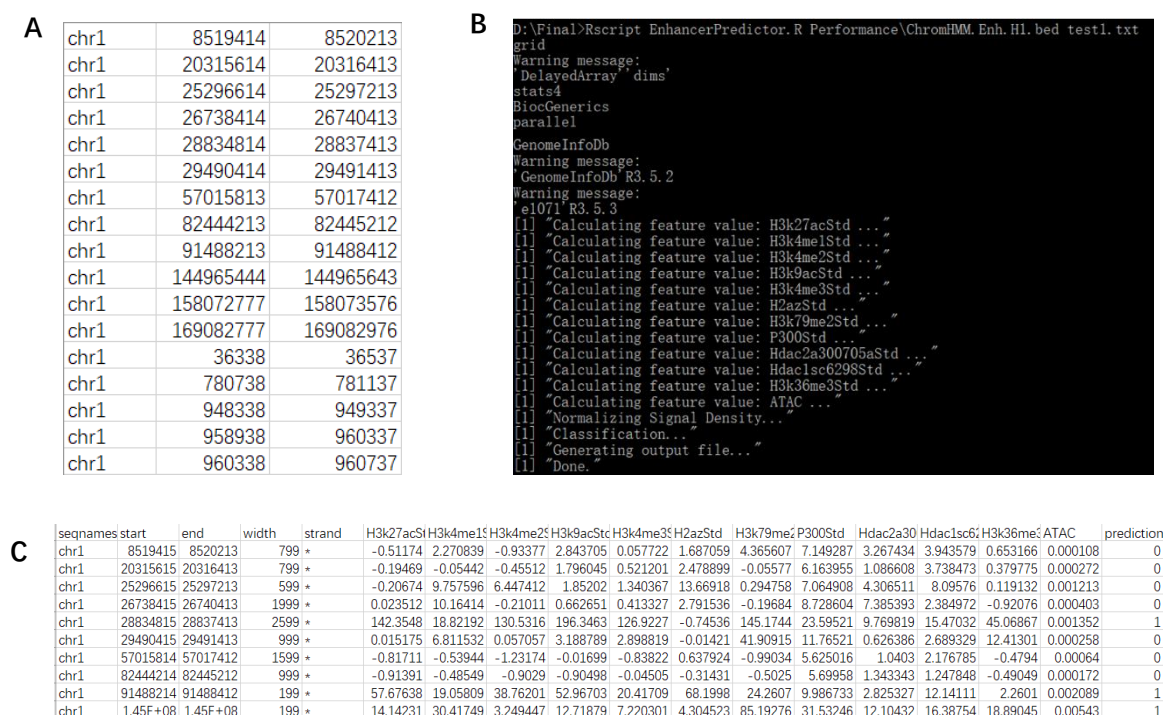 A
chr1 8519414 8520213
chr1 20315614 20316413
chr1 25296614 25297213
chr1 26738414 26740413
chr1 28834814 28837413
chr1 29490414 29491413
chr1 57015813 57017412
chr1 82444213 82445212
chr1 91488213 91488412
chr1 144965444 144965643
chr1 158072777 158073576
chr1 169082777 169082976
chr1 36338 36537
chr1 780738 781137
chr1 948338 949337
chr1 958938 960337
chr1 960338 960737
B
D:\Final>Rscript EnhancerPredictor.R Performance\ChromHMM.Enh.H1.bed test1.txt
grid
Warning message:
'DelayedArray''dims'
stats4
BiocGenerics
parallel
GenomeInfoDb
Warning message:
'GenomeInfoDb'R3.5.2
Warning message:
'e1071'R3.5.3
[1] "Calculating feature value: H3k27acStd ..."
[1] "Calculating feature value: H3k4me1Std ..."
[1] "Calculating feature value: H3k4me2Std ..."
[1] "Calculating feature value: H3k9acStd ..."
[1] "Calculating feature value: H3k4me3Std ..."
[1] "Calculating feature value: H2azStd ..."
[1] "Calculating feature value: H3k79me2Std ..."
[1] "Calculating feature value: P300Std ..."
[1] "Calculating feature value: Hdac2a300705aStd ..."
[1] "Calculating feature value: Hdac1sc6298Std ..."
[1] "Calculating feature value: H3k36me3Std ..."
[1] "Calculating feature value: ATAC ..."
[1] "Normalizing Signal Density..."
[1] "Classification..."
[1] "Generating output file..."
[1] "Done."
C
seqnames start end width strand H3k27acSt H3k4me1S H3k4me2S H3k9acStd H3k4me3S H2azStd H3k79me2 P300Std Hdac2a30 Hdac1sc62 H3k36me3 ATAC prediction
chr1 8519415 8520213 799 * -0.51174 2.270839 -0.93377 2.843705 0.057722 1.687059 4.365607 7.149287 3.267434 3.943579 0.653166 0.000108 0
chr1 20315615 20316413 799 * -0.19469 -0.05442 -0.45512 1.796045 0.521201 2.478899 -0.05577 6.163955 1.086608 3.738473 0.379775 0.000272 0
chr1 25296615 25297213 599 * -0.20674 9.757596 6.447412 1.85202 1.340367 13.66918 0.294758 7.064908 4.306511 8.09576 0.119132 0.001213 0
chr1 26738415 26740413 1999 * 0.023512 10.16414 -0.21011 0.662651 0.413327 2.791536 -0.19684 8.728604 7.385393 2.384972 -0.92076 0.000403 0
chr1 28834815 28837413 2599 * 142.3548 18.82192 130.5316 196.3463 126.9227 -0.74536 145.1744 23.59521 9.769819 15.47032 45.06867 0.001352 1
chr1 29490415 29491413 999 * 0.015175 6.811532 0.057057 3.188789 2.898819 -0.01421 41.90915 11.76521 0.626386 2.689329 12.41301 0.000258 0
chr1 57015814 57017412 1599 * -0.81711 -0.53944 -1.23174 -0.01699 -0.83822 0.637924 -0.99034 5.625016 1.0403 2.176785 -0.4794 0.00064 0
chr1 82444214 82445212 999 * -0.91391 -0.48549 -0.9029 -0.90498 -0.04505 -0.31431 -0.5025 5.69958 1.343343 1.247848 -0.49049 0.000172 0
chr1 91488214 91488412 199 * 57.67638 19.05809 38.76201 52.96703 20.41709 68.1998 24.2607 9.986733 2.825327 12.14111 2.2601 0.002089 1
chr1 1.45E+08 1.45E+08 199 * 14.14231 30.41749 3.249447 12.71879 7.220301 4.304523 85.19276 31.53246 12.10432 16.38754 18.89045 0.00543 1